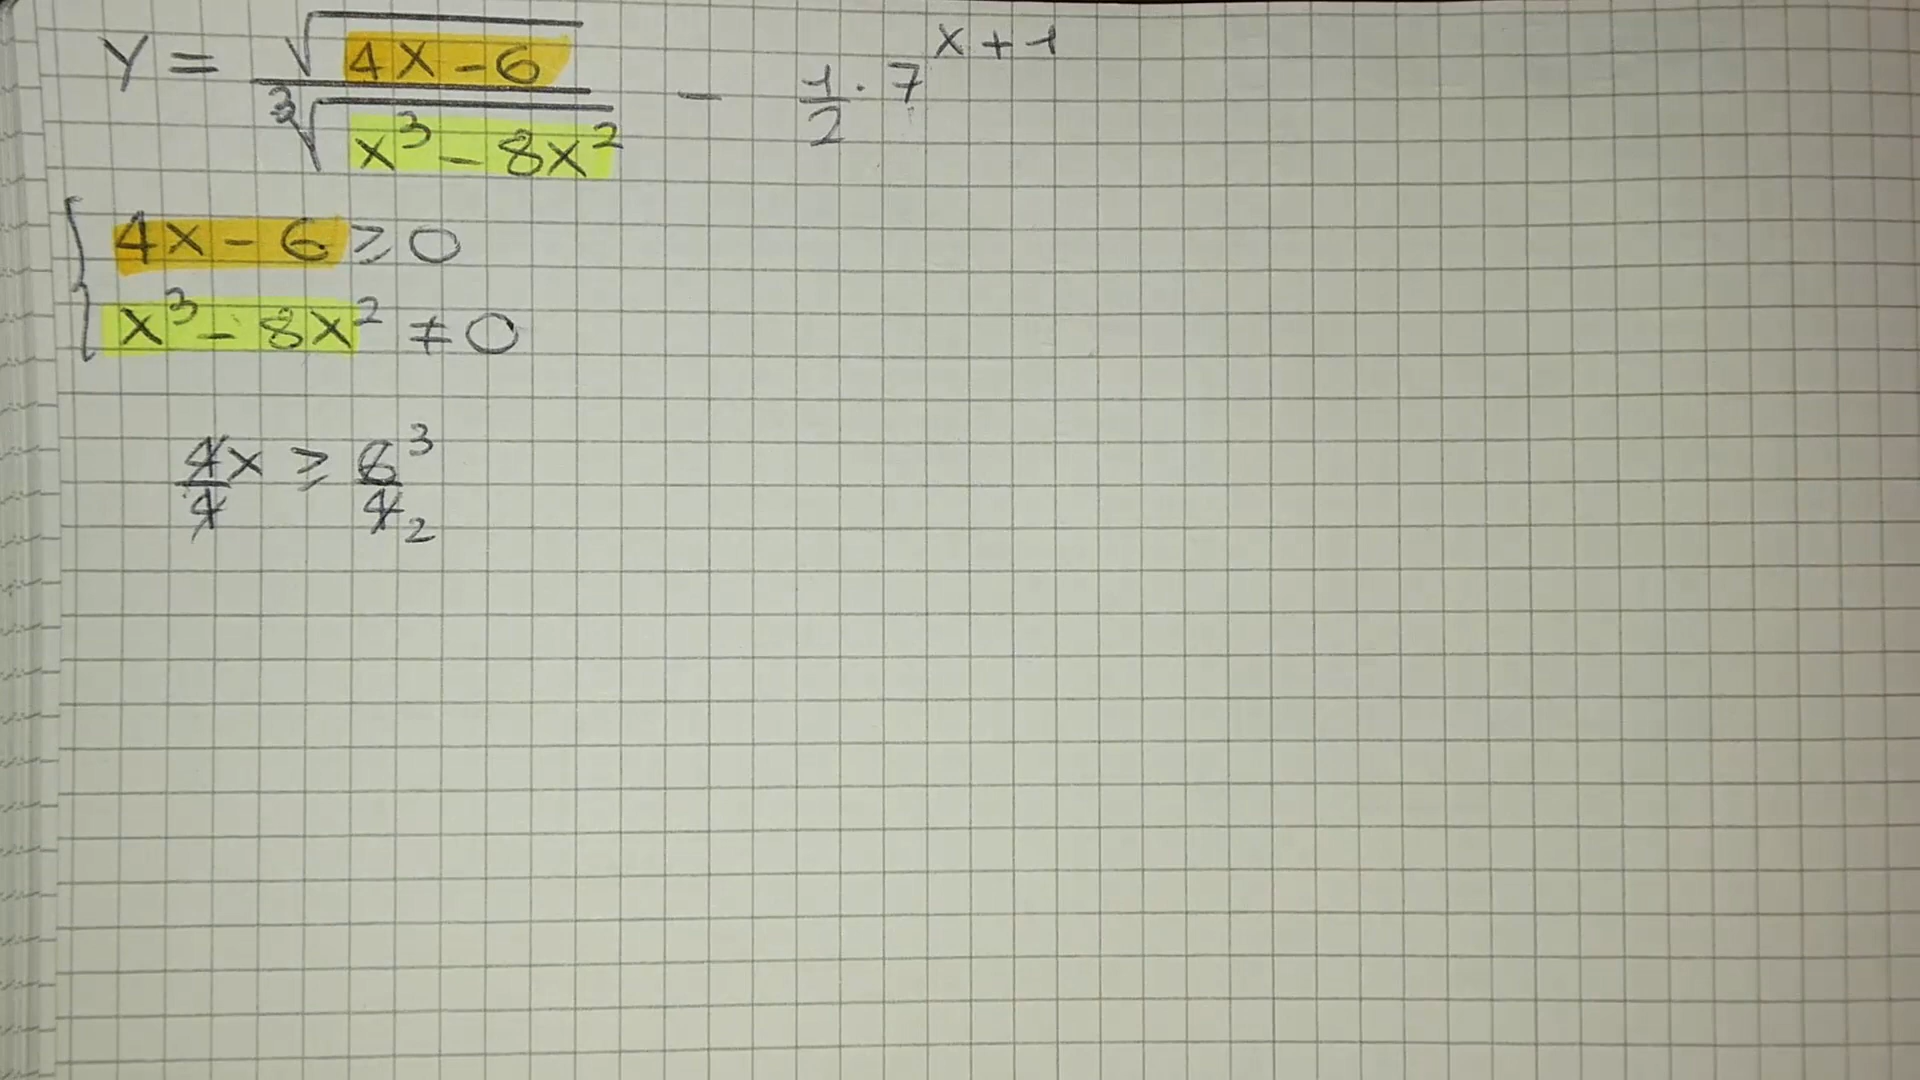 Y = √(4x - 6) / ∛(x³ - 8x²) - 1/2 · 7^(x+1)
4x - 6 ≥ 0
x³ - 8x² ≠ 0
4x/4 ≥ 6/4 3 2